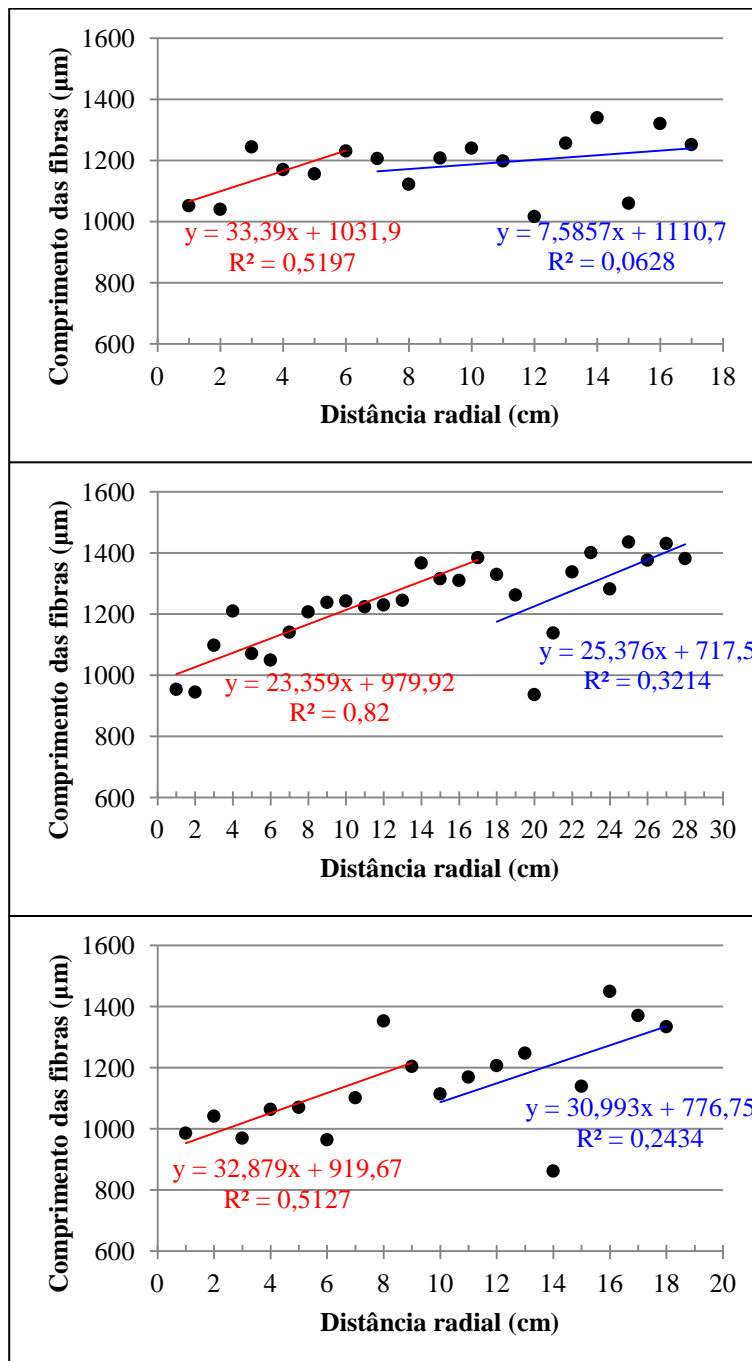 1600
1400
1200
1000
800
600
Comprimento das fibras (µm)
y = 33,39x + 1031,9
R² = 0,5197
y = 7,5857x + 1110,7
R² = 0,0628
0 2 4 6 8 10 12 14 16 18
Distância radial (cm)
1600
1400
1200
1000
800
600
Comprimento das fibras (µm)
y = 23,359x + 979,92
R² = 0,82
y = 25,376x + 717,5
R² = 0,3214
0 2 4 6 8 10 12 14 16 18 20 22 24 26 28 30
Distância radial (cm)
1600
1400
1200
1000
800
600
Comprimento das fibras (µm)
y = 32,879x + 919,67
R² = 0,5127
y = 30,993x + 776,75
R² = 0,2434
0 2 4 6 8 10 12 14 16 18 20
Distância radial (cm)